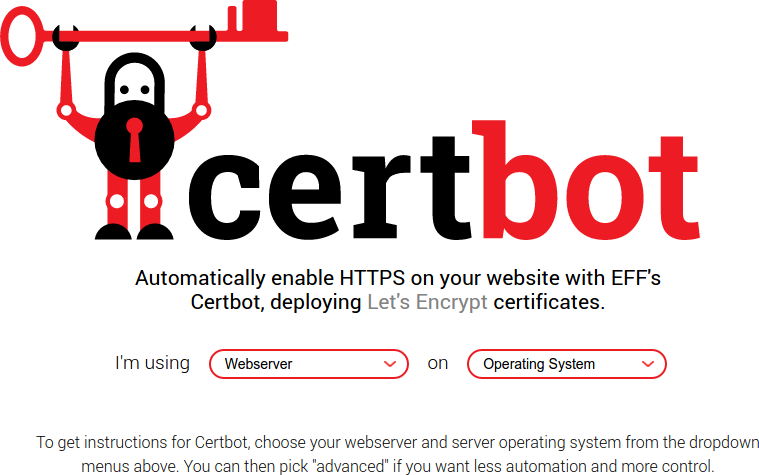 certbot
Automatically enable HTTPS on your website with EFF's
Certbot, deploying Let's Encrypt certificates.
I'm using Webserver on Operating System
To get instructions for Certbot, choose your webserver and server operating system from the dropdown
menus above. You can then pick "advanced" if you want less automation and more control.